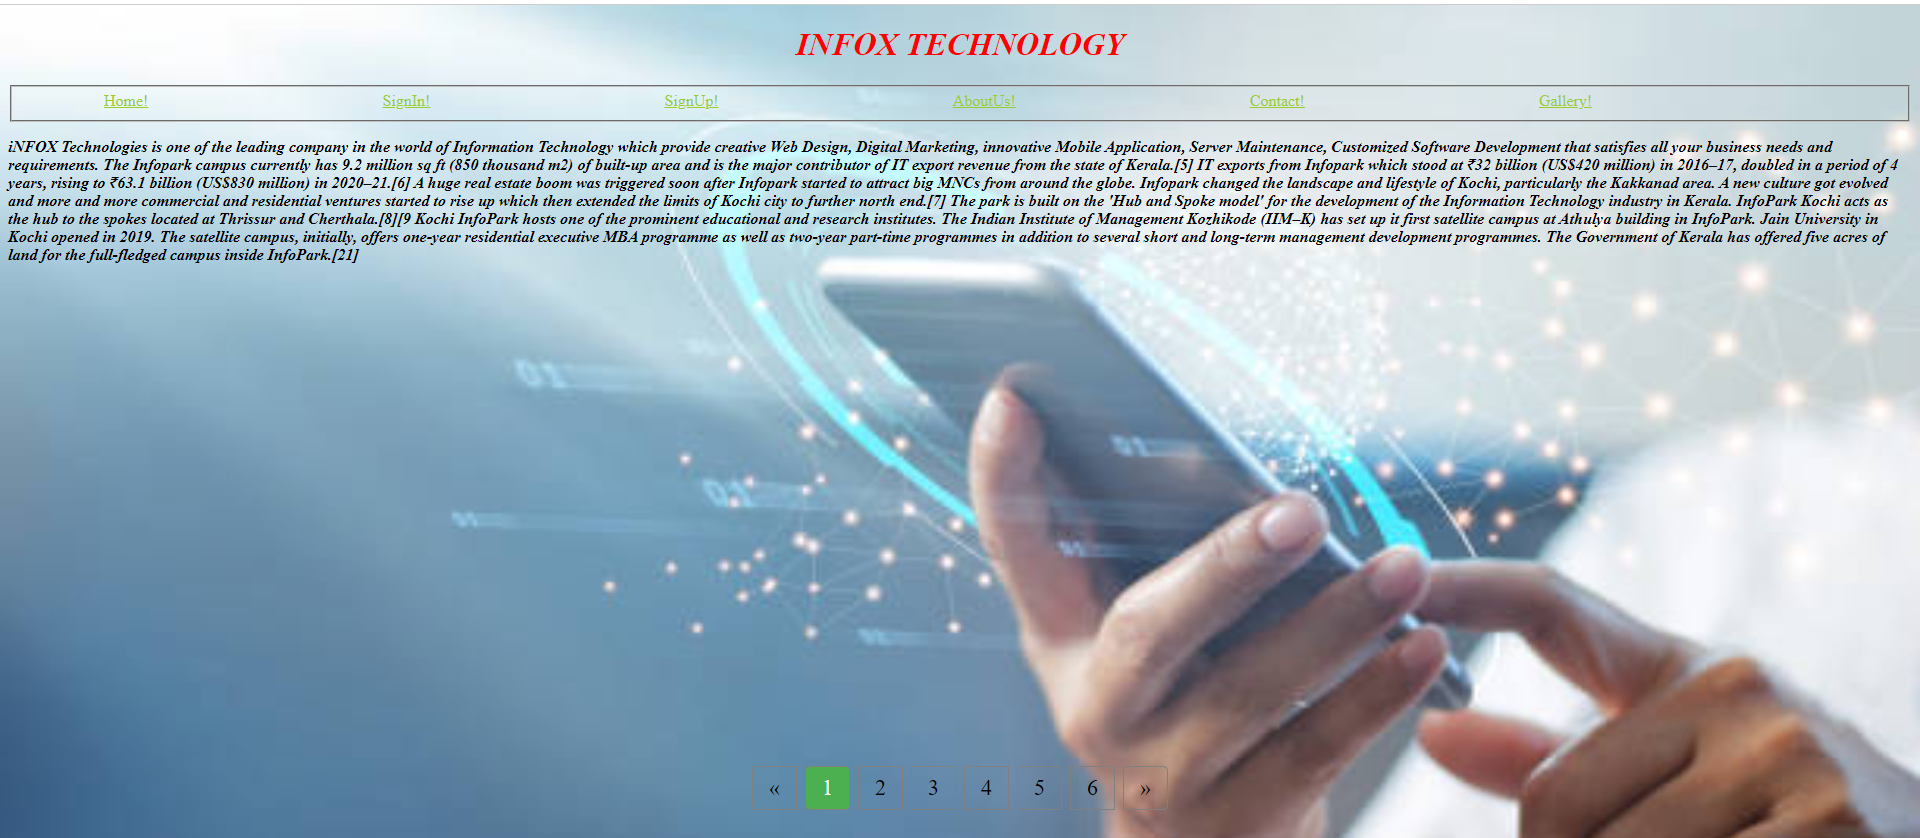 INFOX TECHNOLOGY
Home! SignIn! SignUp! AboutUs! Contact! Gallery!
iNFOX Technologies is one of the leading company in the world of Information Technology which provide creative Web Design, Digital Marketing, innovative Mobile Application, Server Maintenance, Customized Software Development that satisfies all your business needs and
requirements. The Infopark campus currently has 9.2 million sq ft (850 thousand m2) of built-up area and is the major contributor of IT export revenue from the state of Kerala.[5] IT exports from Infopark which stood at ₹32 billion (US$420 million) in 2016–17, doubled in a period of 4
years, rising to ₹63.1 billion (US$830 million) in 2020–21.[6] A huge real estate boom was triggered soon after Infopark started to attract big MNCs from around the globe. Infopark changed the landscape and lifestyle of Kochi, particularly the Kakkanad area. A new culture got evolved
and more and more commercial and residential ventures started to rise up which then extended the limits of Kochi city to further north end.[7] The park is built on the 'Hub and Spoke model' for the development of the Information Technology industry in Kerala. InfoPark Kochi acts as
the hub to the spokes located at Thrissur and Cherthala.[8][9 Kochi InfoPark hosts one of the prominent educational and research institutes. The Indian Institute of Management Kozhikode (IIM–K) has set up it first satellite campus at Athulya building in InfoPark. Jain University in
Kochi opened in 2019. The satellite campus, initially, offers one-year residential executive MBA programme as well as two-year part-time programmes in addition to several short and long-term management development programmes. The Government of Kerala has offered five acres of
land for the full-fledged campus inside InfoPark.[21]
01
01
01
« 1 2 3 4 5 6 »